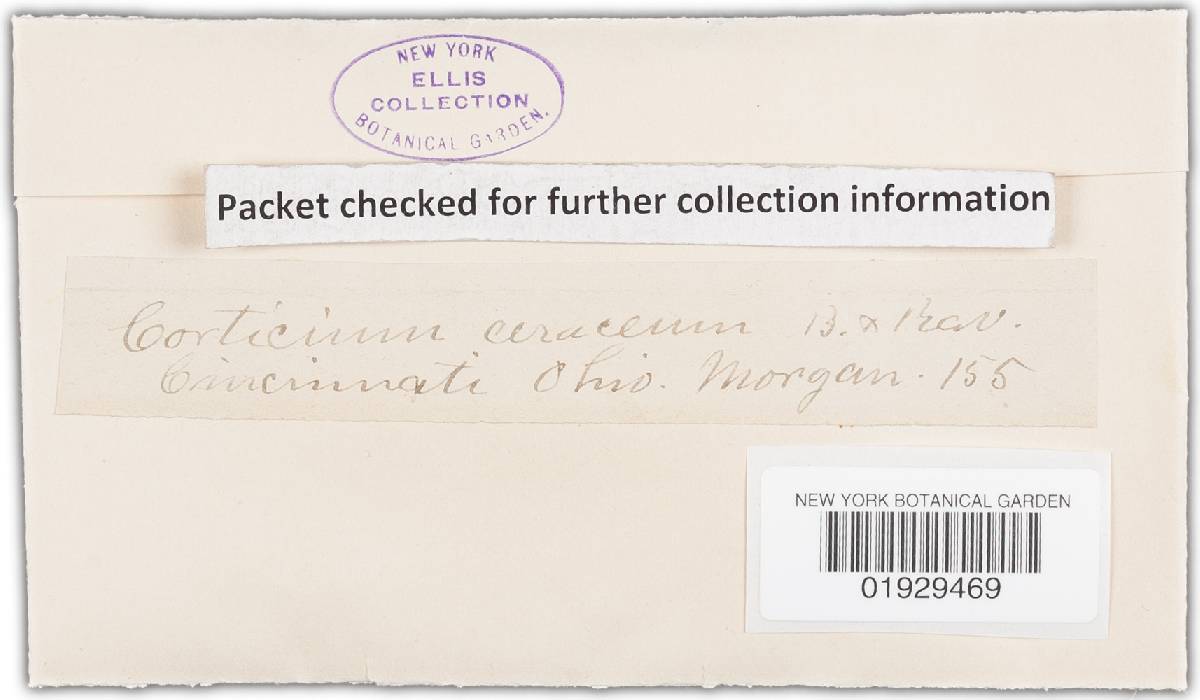 NEW YORK
ELLIS
COLLECTION
BOTANICAL GARDEN.
Packet checked for further collection information
Corticium ceraceum B. & Rav.
Cincinnati Ohio. Morgan. 155
NEW YORK BOTANICAL GARDEN
01929469